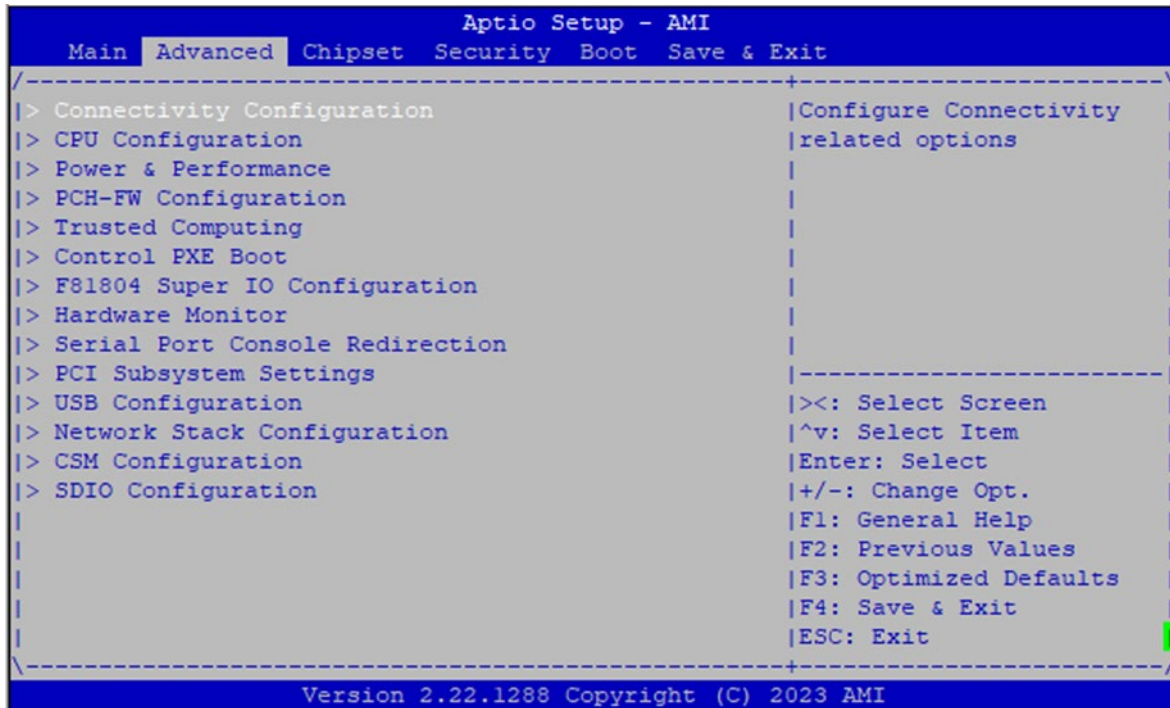 Aptio Setup - AMI
Main Advanced Chipset Security Boot Save & Exit
/----------------------------------------------------+-------------------------\
|> Connectivity Configuration |Configure Connectivity |
|> CPU Configuration |related options |
|> Power & Performance | |
|> PCH-FW Configuration | |
|> Trusted Computing | |
|> Control PXE Boot | |
|> F81804 Super IO Configuration | |
|> Hardware Monitor | |
|> Serial Port Console Redirection | |
|> PCI Subsystem Settings |-------------------------|
|> USB Configuration |><: Select Screen |
|> Network Stack Configuration |^v: Select Item |
|> CSM Configuration |Enter: Select |
|> SDIO Configuration |+/-: Change Opt. |
| |F1: General Help |
| |F2: Previous Values |
| |F3: Optimized Defaults |
| |F4: Save & Exit |
| |ESC: Exit |
\----------------------------------------------------+-------------------------/
Version 2.22.1288 Copyright (C) 2023 AMI